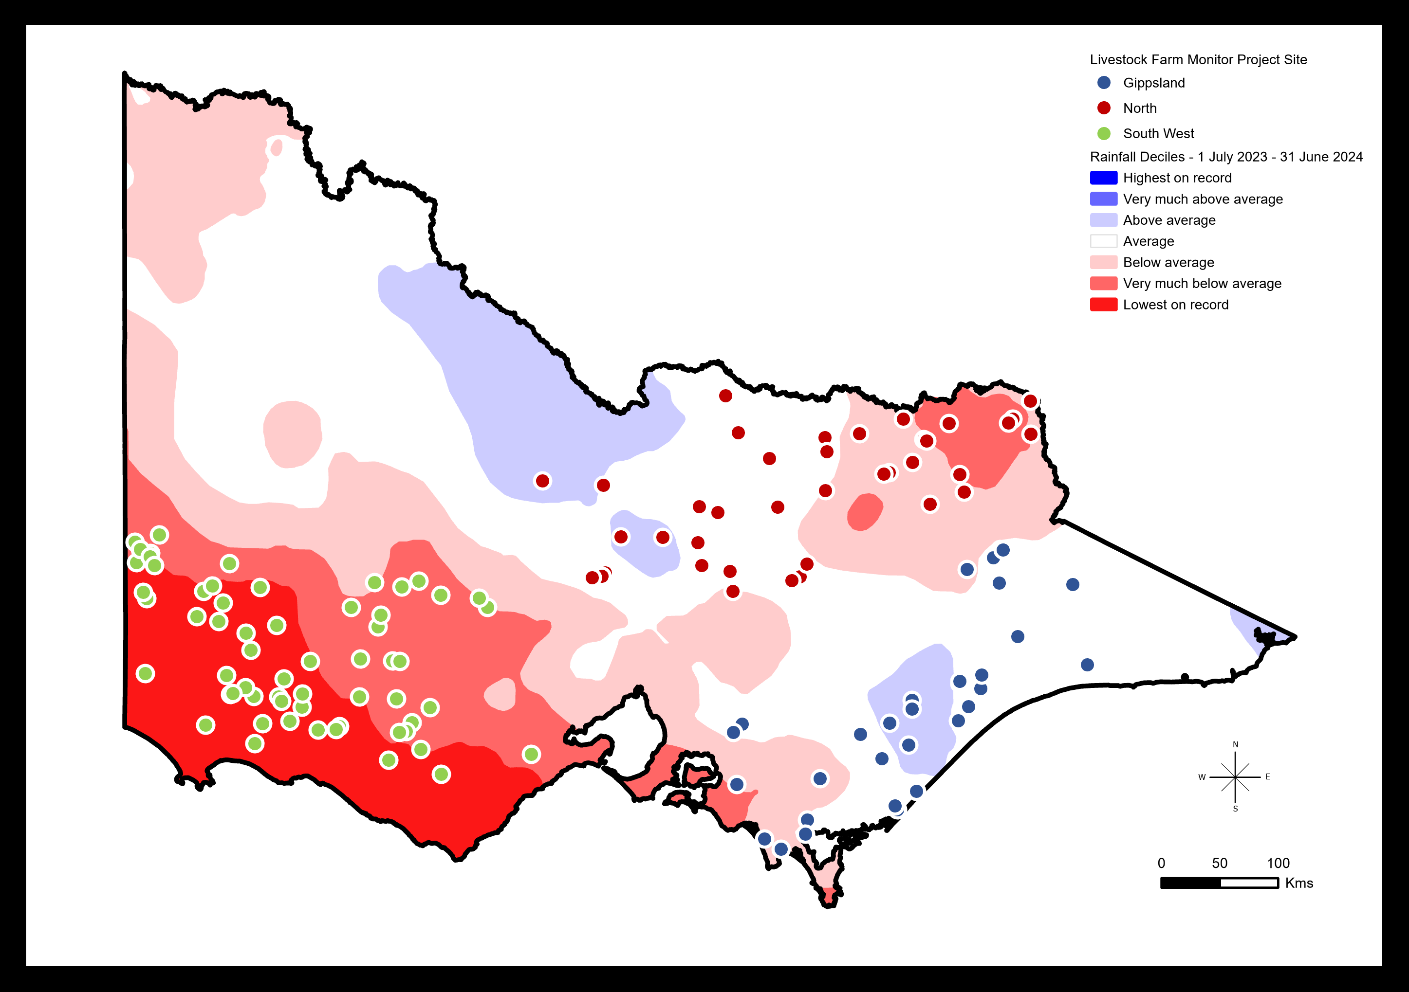 Livestock Farm Monitor Project Site
Gippsland
North
South West
Rainfall Deciles - 1 July 2023 - 31 June 2024
Highest on record
Very much above average
Above average
Average
Below average
Very much below average
Lowest on record
N
W E
S
0 50 100
Kms